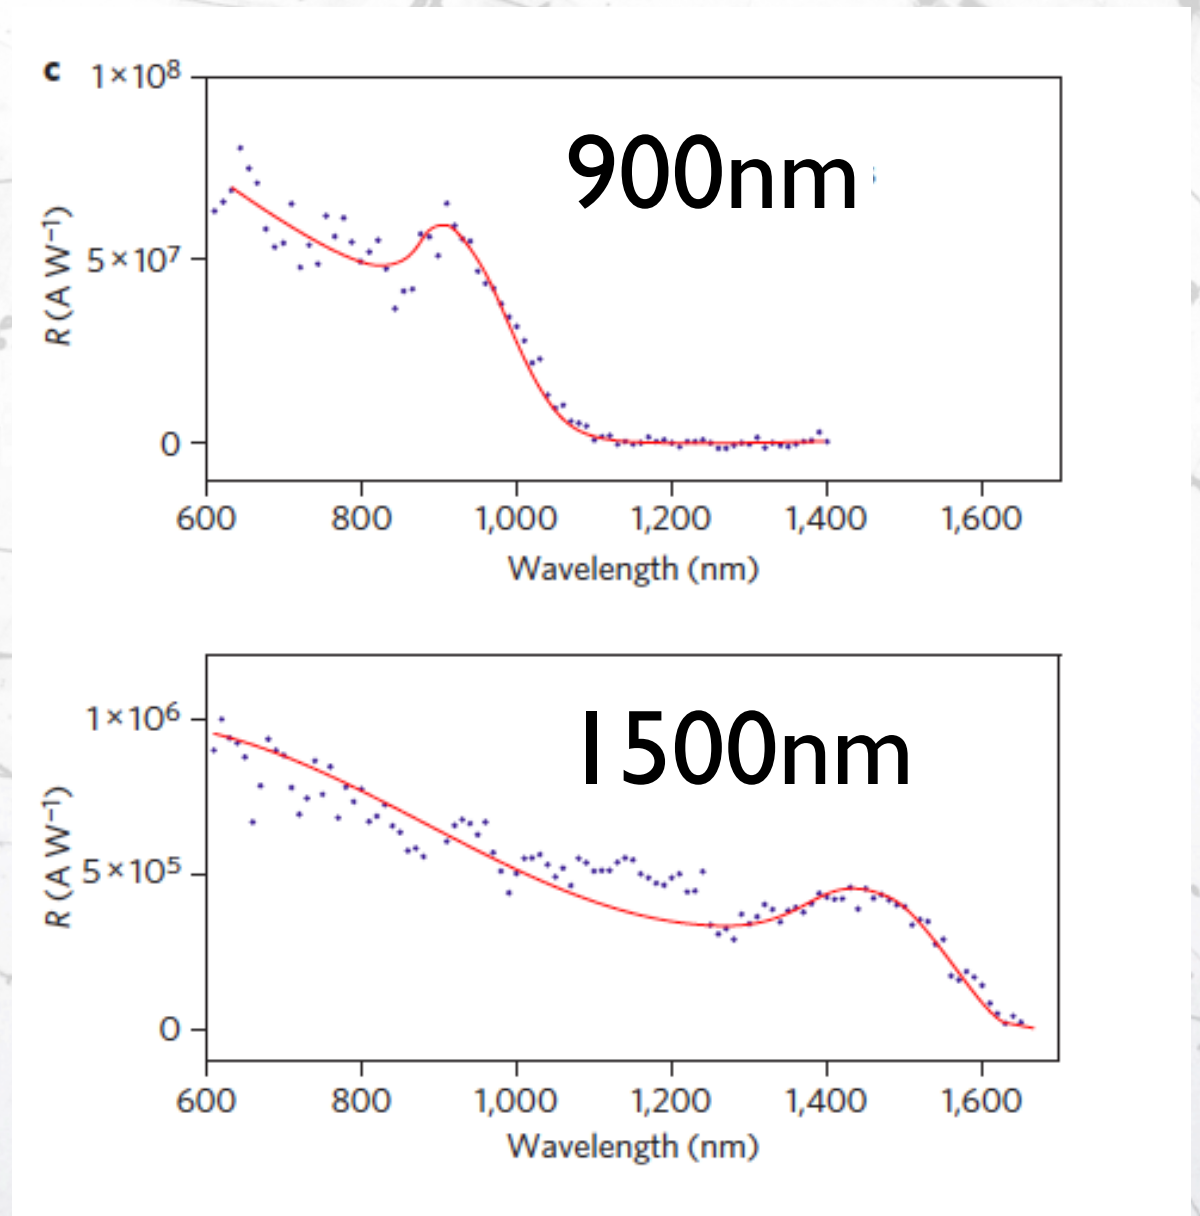 c
1×10⁸
900nm
5×10⁷
R (A W⁻¹)
0
600 800 1,000 1,200 1,400 1,600
Wavelength (nm)
1×10⁶
1500nm
5×10⁵
R (A W⁻¹)
0
600 800 1,000 1,200 1,400 1,600
Wavelength (nm)